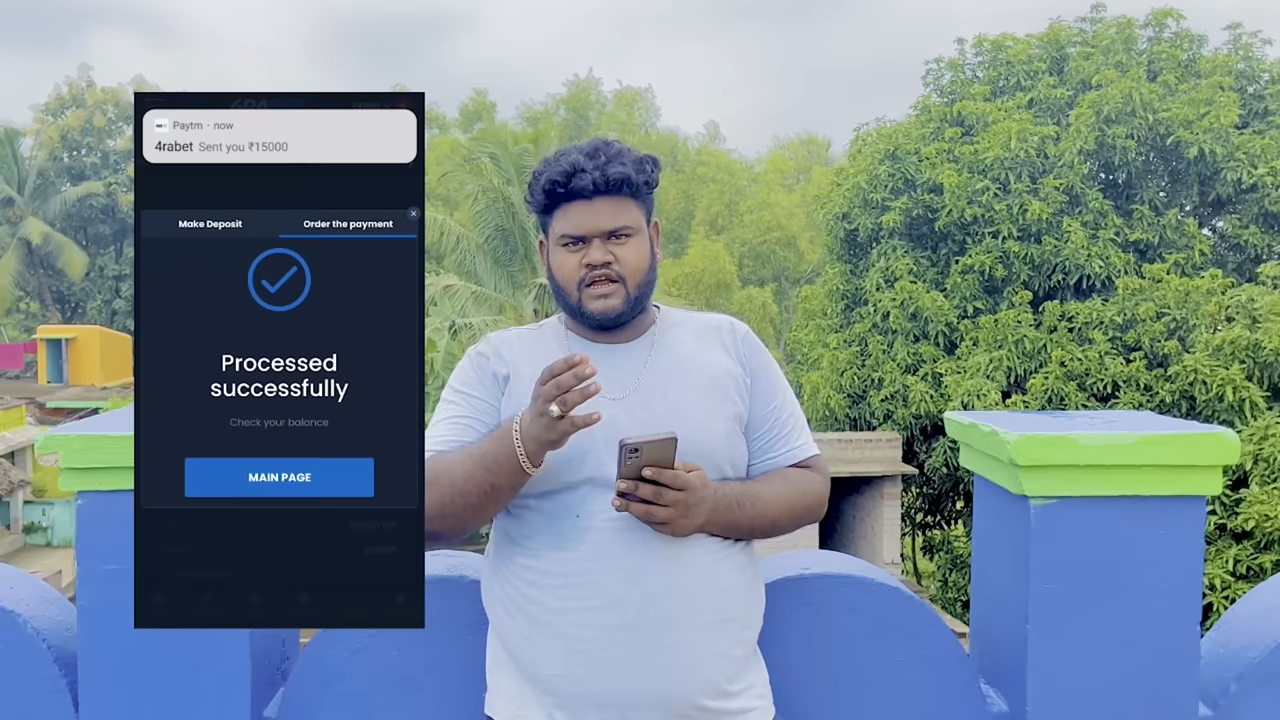 Paytm · now
4rabet Sent you ₹15000
Make Deposit Order the payment
Processed
successfully
Check your balance
MAIN PAGE